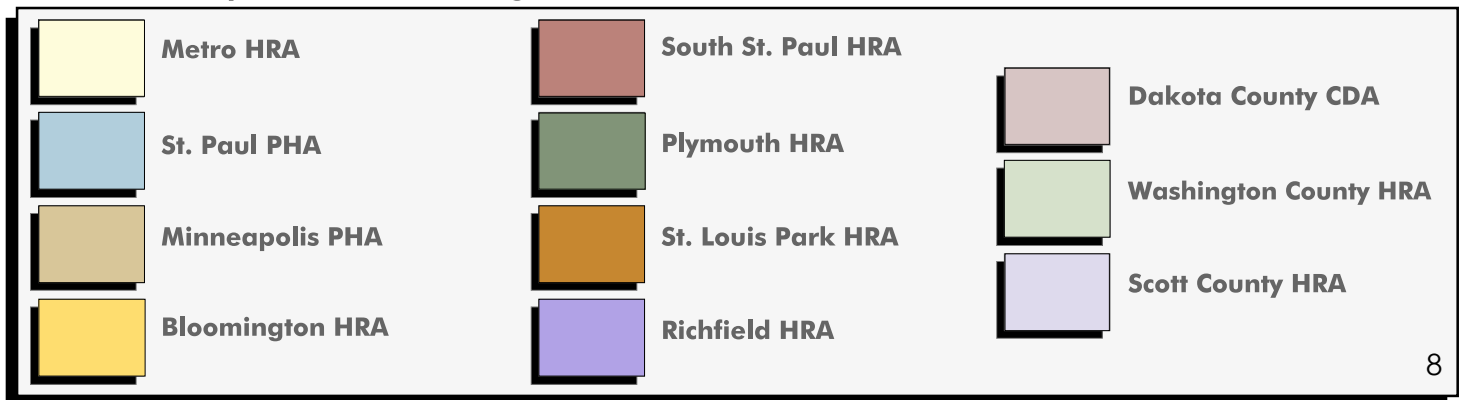 Metro HRA
St. Paul PHA
Minneapolis PHA
Bloomington HRA
South St. Paul HRA
Plymouth HRA
St. Louis Park HRA
Richfield HRA
Dakota County CDA
Washington County HRA
Scott County HRA
8